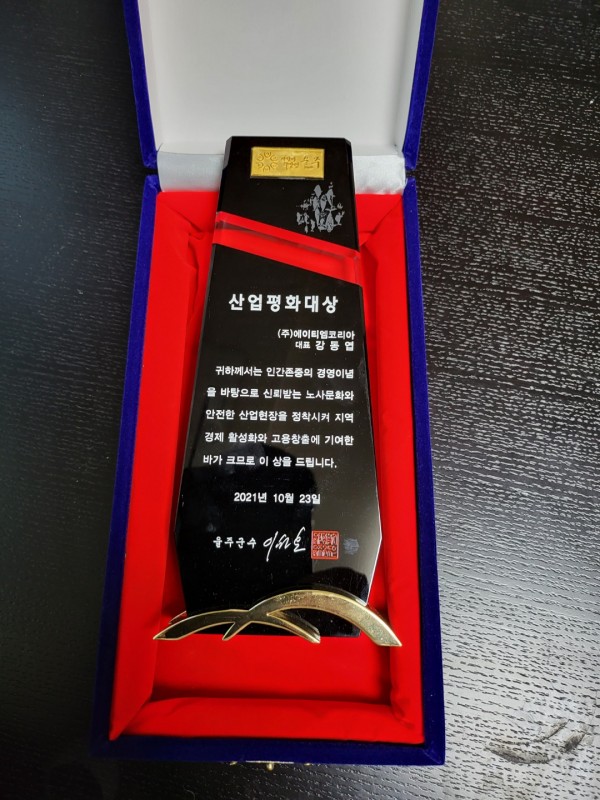 산업평화대상
(주)에이티엠코리아
대표 강동엽
귀하께서는 인간존중의 경영이념
을 바탕으로 신뢰받는 노사문화와
안전한 산업현장을 정착시켜 지역
경제 활성화와 고용창출에 기여한
바가 크므로 이 상을 드립니다.
2021년 10월 23일
울주군수